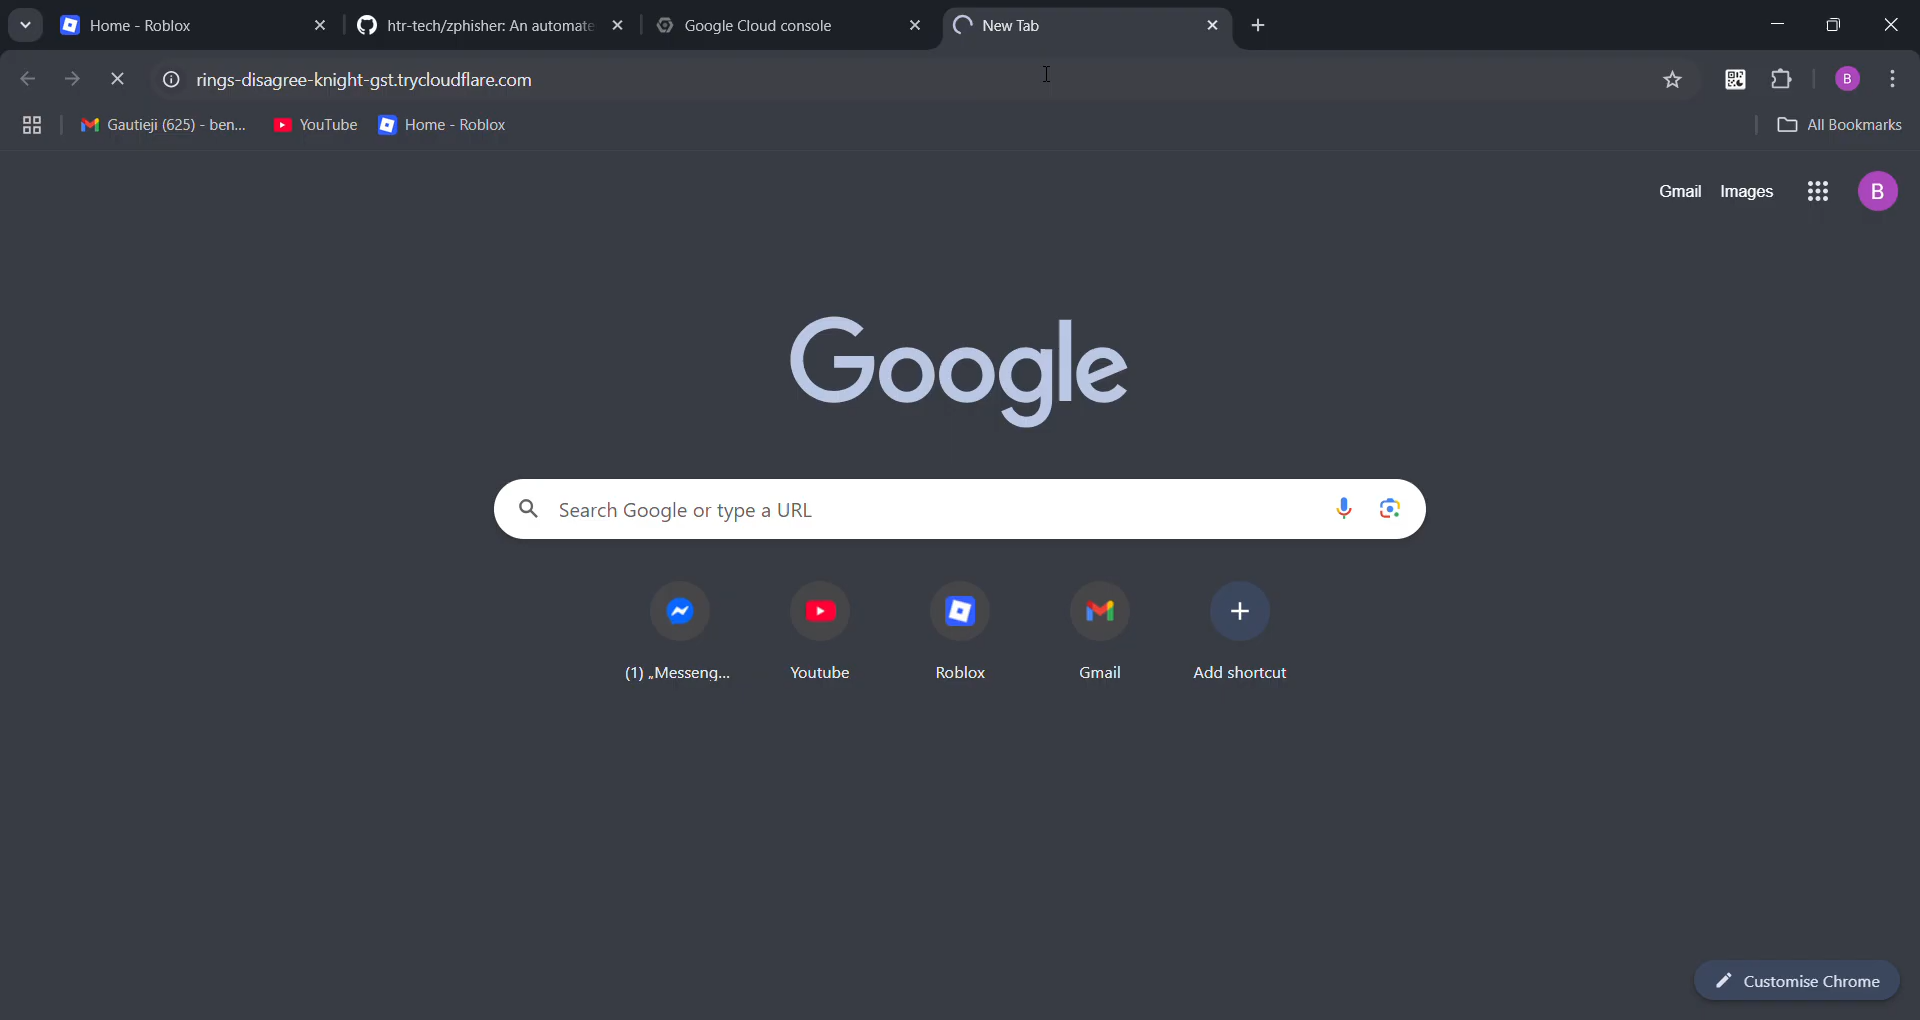 Home - Roblox
htr-tech/zphisher: An automate
Google Cloud console
New Tab
rings-disagree-knight-gst.trycloudflare.com
B
Gautieji (625) - ben...
YouTube
Home - Roblox
All Bookmarks
Gmail
Images
B
Google
Search Google or type a URL
(1) „Messeng...
Youtube
Roblox
Gmail
Add shortcut
Customise Chrome